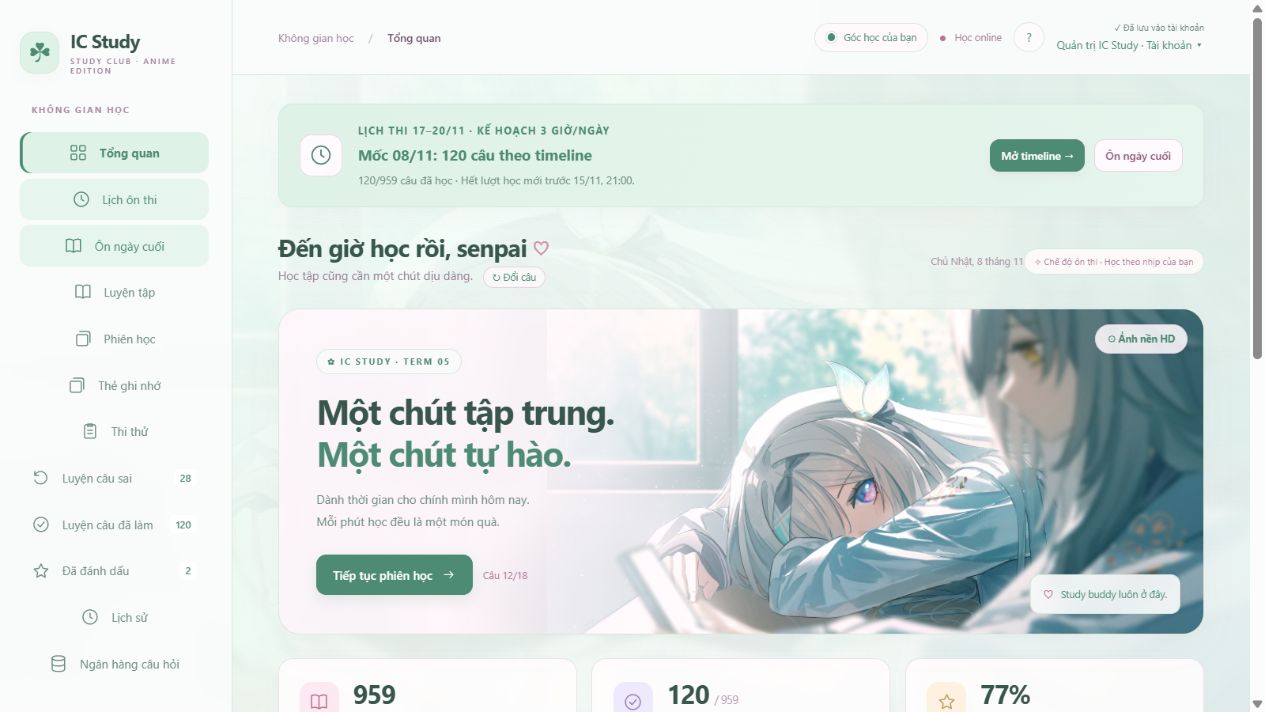 IC Study
STUDY CLUB · ANIME
EDITION
KHÔNG GIAN HỌC
Tổng quan
Lịch ôn thi
Ôn ngày cuối
Luyện tập
Phiên học
Thẻ ghi nhớ
Thi thử
Luyện câu sai 28
Luyện câu đã làm 120
Đã đánh dấu 2
Lịch sử
Ngân hàng câu hỏi
Không gian học / Tổng quan
Góc học của bạn
Học online
?
✓ Đã lưu vào tài khoản
Quản trị IC Study · Tài khoản ▾
LỊCH THI 17–20/11 · KẾ HOẠCH 3 GIỜ/NGÀY
Mốc 08/11: 120 câu theo timeline
120/959 câu đã học · Hết lượt học mới trước 15/11, 21:00.
Mở timeline →
Ôn ngày cuối
Đến giờ học rồi, senpai ♡
Học tập cũng cần một chút dịu dàng.
↻ Đổi câu
Chủ Nhật, 8 tháng 11
✧ Chế độ ôn thi · Học theo nhịp của bạn
✿ IC STUDY · TERM 05
Một chút tập trung.
Một chút tự hào.
Dành thời gian cho chính mình hôm nay.
Mỗi phút học đều là một món quà.
Tiếp tục phiên học →
Câu 12/18
⊙ Ảnh nền HD
♡ Study buddy luôn ở đây.
959
120 / 959
77%